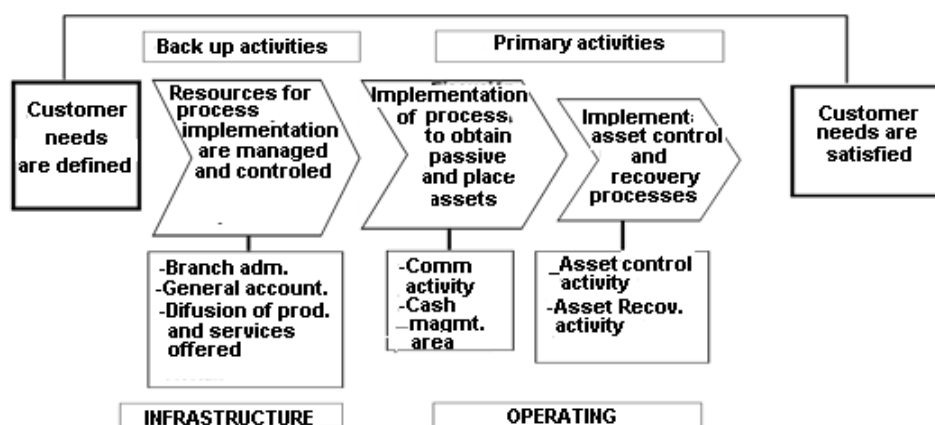 Back up activities
Primary activities
Customer
needs
are defined
Resources for
process
implementation
are managed
and controled
Implementation
of process.
to obtain
passive
and place
assets
Implement:
asset control
and
recovery
processes
Customer
needs are
satisfied
-Branch adm.
-General account.
-Difusion of prod.
and services
offered
-Comm
activity
-Cash
magmt.
area
_Asset control
activity
-Asset Recov.
activity
INFRASTRUCTURE
OPERATING